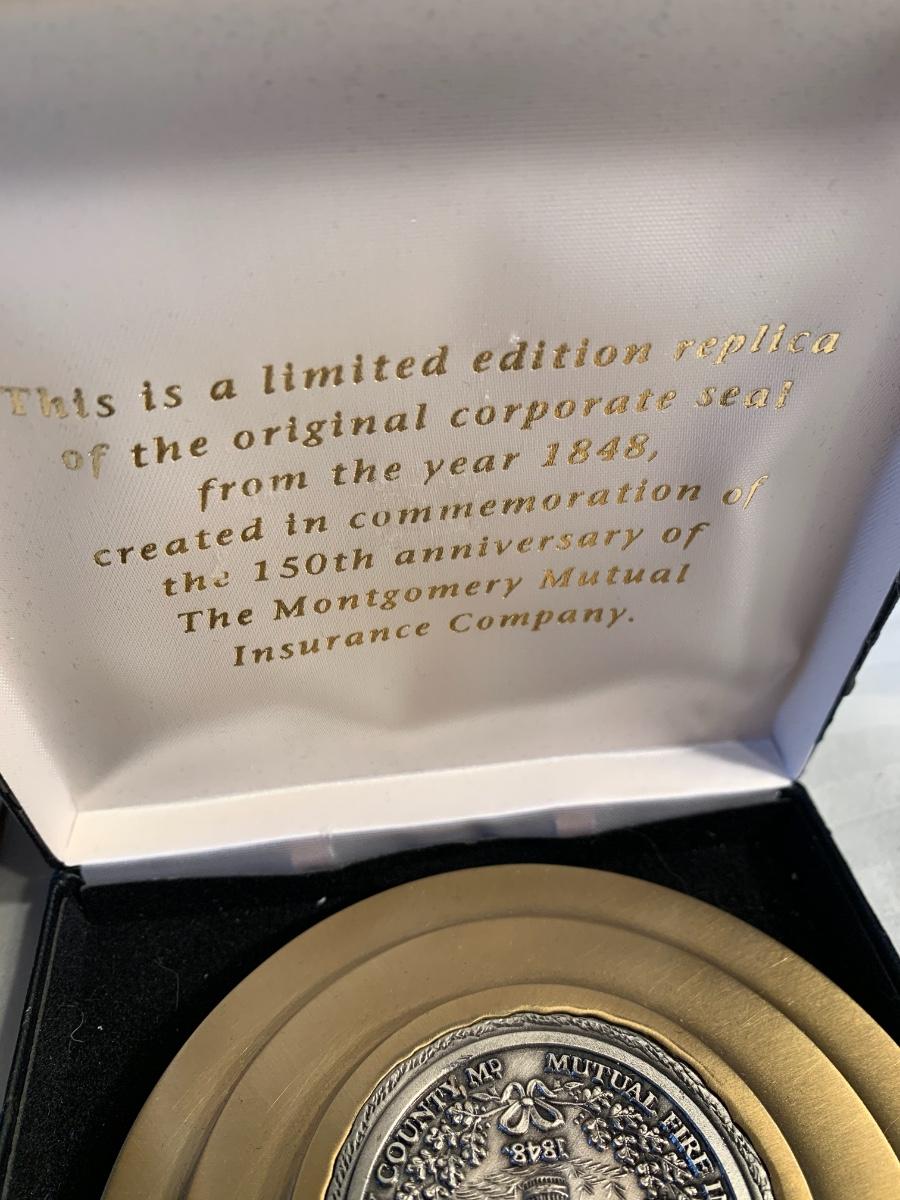 This is a limited edition replica
of the original corporate seal
from the year 1848,
created in commemoration of
the 150th anniversary of
The Montgomery Mutual
Insurance Company.
COUNTY, MD MUTUAL FIRE
1848